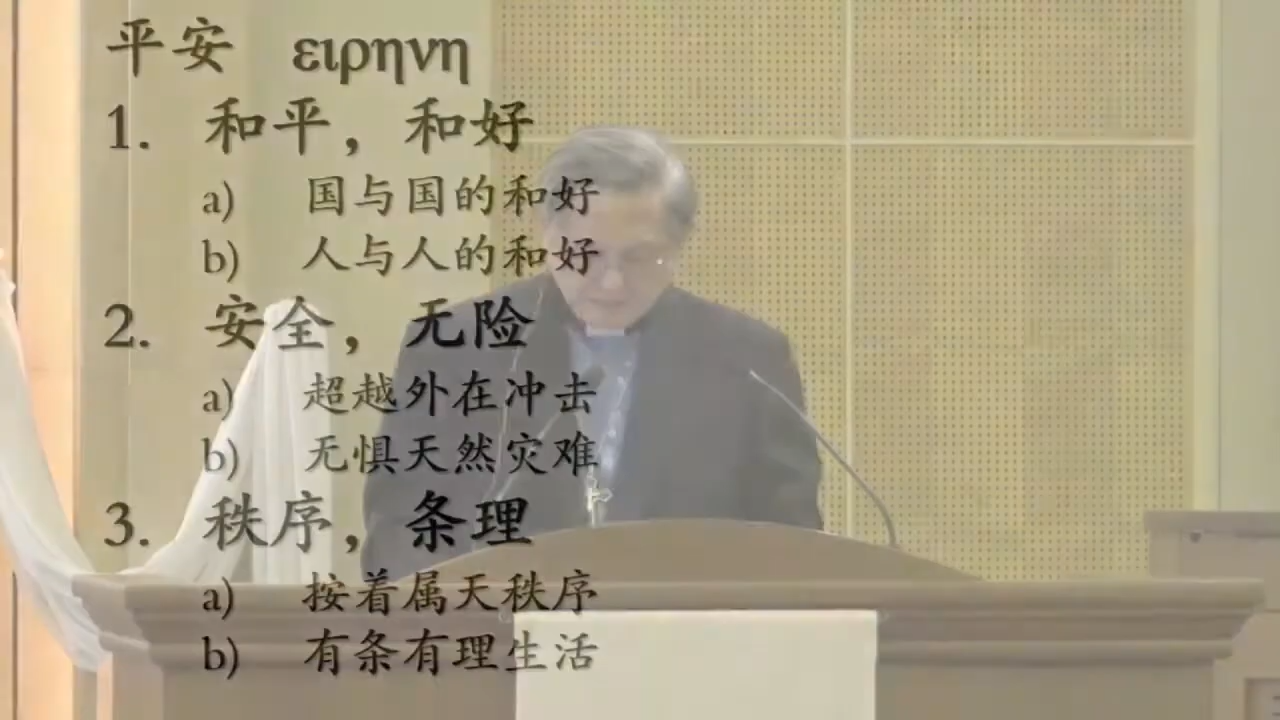 平安 ειρηνη
1. 和平，和好
a) 国与国的和好
b) 人与人的和好
2. 安全，无险
a) 超越外在冲击
b) 无惧天然灾难
3. 秩序，条理
a) 按着属天秩序
b) 有条有理生活